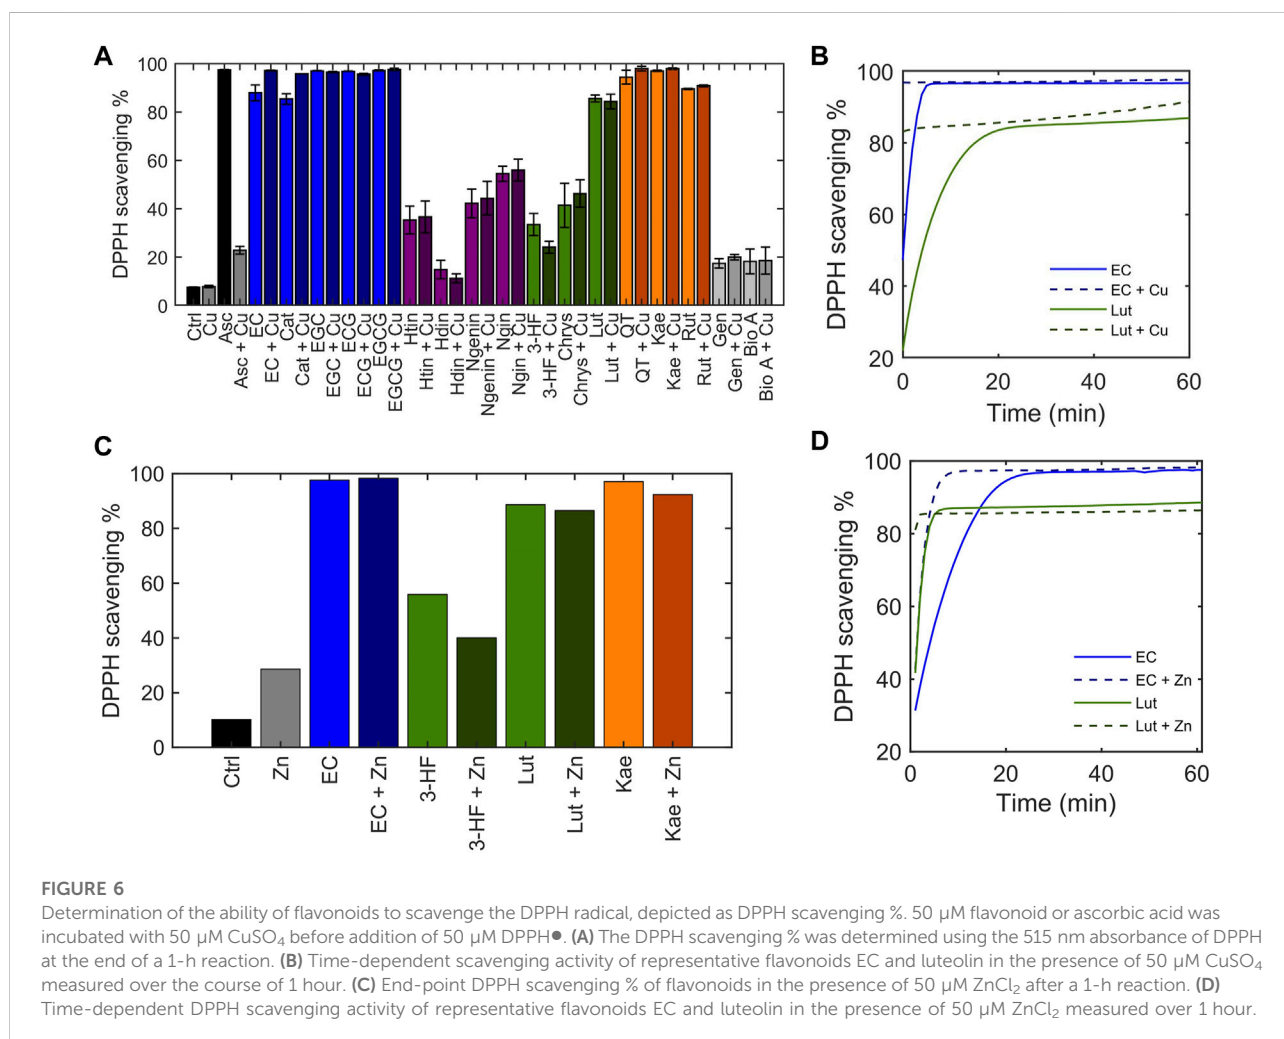 A
DPPH scavenging %
100
80
60
40
20
0
Ctrl
Cu
Asc
Asc + Cu
EC
EC + Cu
Cat
Cat + Cu
EGC
EGC + Cu
ECG
ECG + Cu
EGCG
EGCG + Cu
Htin
Htin + Cu
Hdin
Hdin + Cu
Ngenin
Ngenin + Cu
Ngin
Ngin + Cu
3-HF
3-HF + Cu
Chrys
Chrys + Cu
Lut
Lut + Cu
QT
QT + Cu
Kae
Kae + Cu
Rut
Rut + Cu
Gen
Gen + Cu
Bio A
Bio A + Cu
B
DPPH scavenging %
100
80
60
40
20
EC
EC + Cu
Lut
Lut + Cu
0 20 40 60
Time (min)
C
DPPH scavenging %
100
80
60
40
20
0
Ctrl
Zn
EC
EC + Zn
3-HF
3-HF + Zn
Lut
Lut + Zn
Kae
Kae + Zn
D
DPPH scavenging %
100
80
60
40
20
EC
EC + Zn
Lut
Lut + Zn
0 20 40 60
Time (min)
FIGURE 6
Determination of the ability of flavonoids to scavenge the DPPH radical, depicted as DPPH scavenging %. 50 µM flavonoid or ascorbic acid was
incubated with 50 µM CuSO₄ before addition of 50 µM DPPH●. (A) The DPPH scavenging % was determined using the 515 nm absorbance of DPPH
at the end of a 1-h reaction. (B) Time-dependent scavenging activity of representative flavonoids EC and luteolin in the presence of 50 µM CuSO₄
measured over the course of 1 hour. (C) End-point DPPH scavenging % of flavonoids in the presence of 50 µM ZnCl₂ after a 1-h reaction. (D)
Time-dependent DPPH scavenging activity of representative flavonoids EC and luteolin in the presence of 50 µM ZnCl₂ measured over 1 hour.